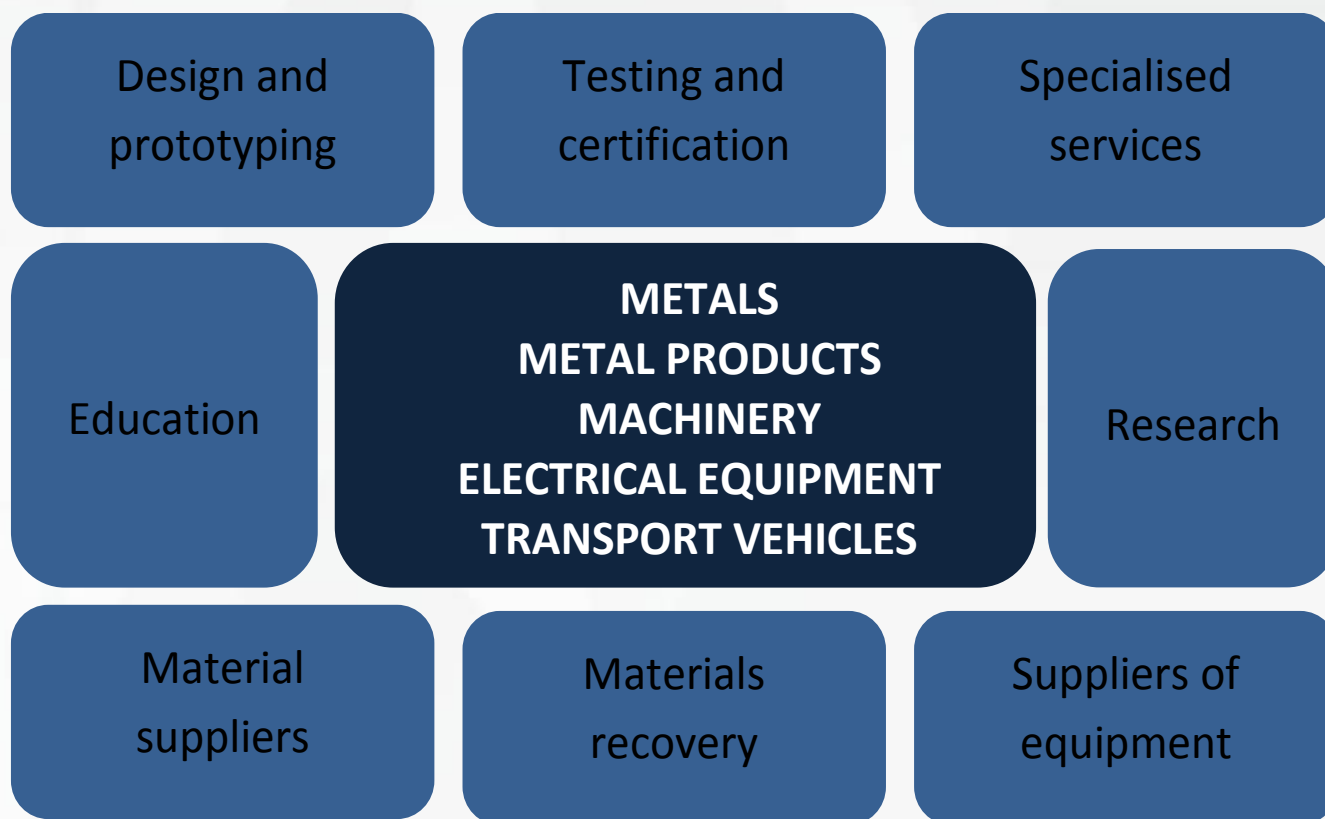 Design and
prototyping
Testing and
certification
Specialised
services
Education
METALS
METAL PRODUCTS
MACHINERY
ELECTRICAL EQUIPMENT
TRANSPORT VEHICLES
Research
Material
suppliers
Materials
recovery
Suppliers of
equipment